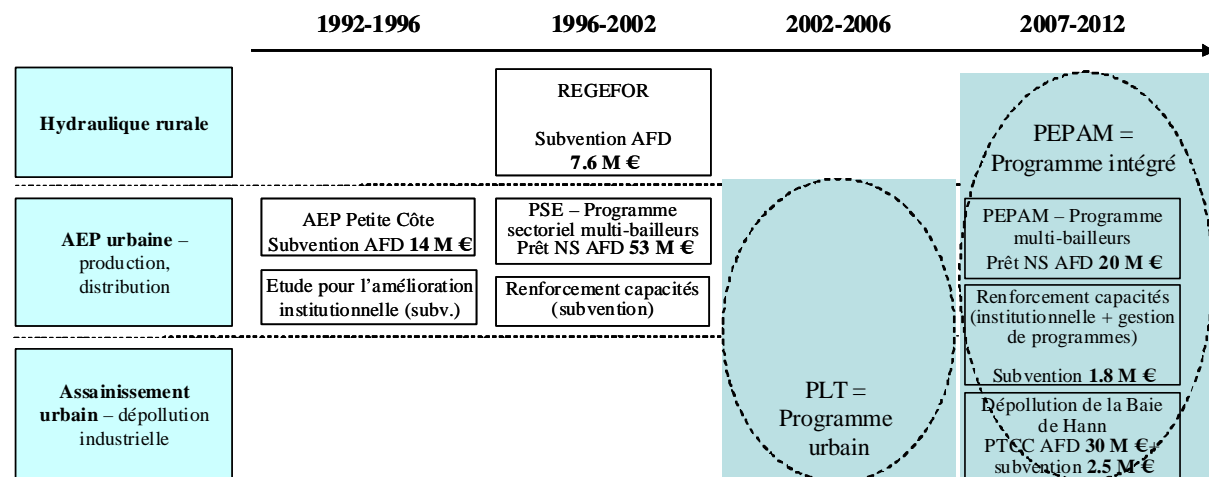 1992-1996
1996-2002
2002-2006
2007-2012
Hydraulique rurale
REGEFOR
Subvention AFD
7.6 M €
PEPAM =
Programme intégré
AEP urbaine –
production,
distribution
AEP Petite Côte
Subvention AFD 14 M €
Etude pour l’amélioration
institutionnelle (subv.)
PSE – Programme
sectoriel multi-bailleurs
Prêt NS AFD 53 M €
Renforcement capacités
(subvention)
PEPAM – Programme
multi-bailleurs
Prêt NS AFD 20 M €
Renforcement capacités
(institutionnelle + gestion
de programmes)
Subvention 1.8 M €
Assainissement
urbain – dépollution
industrielle
PLT =
Programme
urbain
Dépollution de la Baie
de Hann
PTCC AFD 30 M €+
subvention 2.5 M €